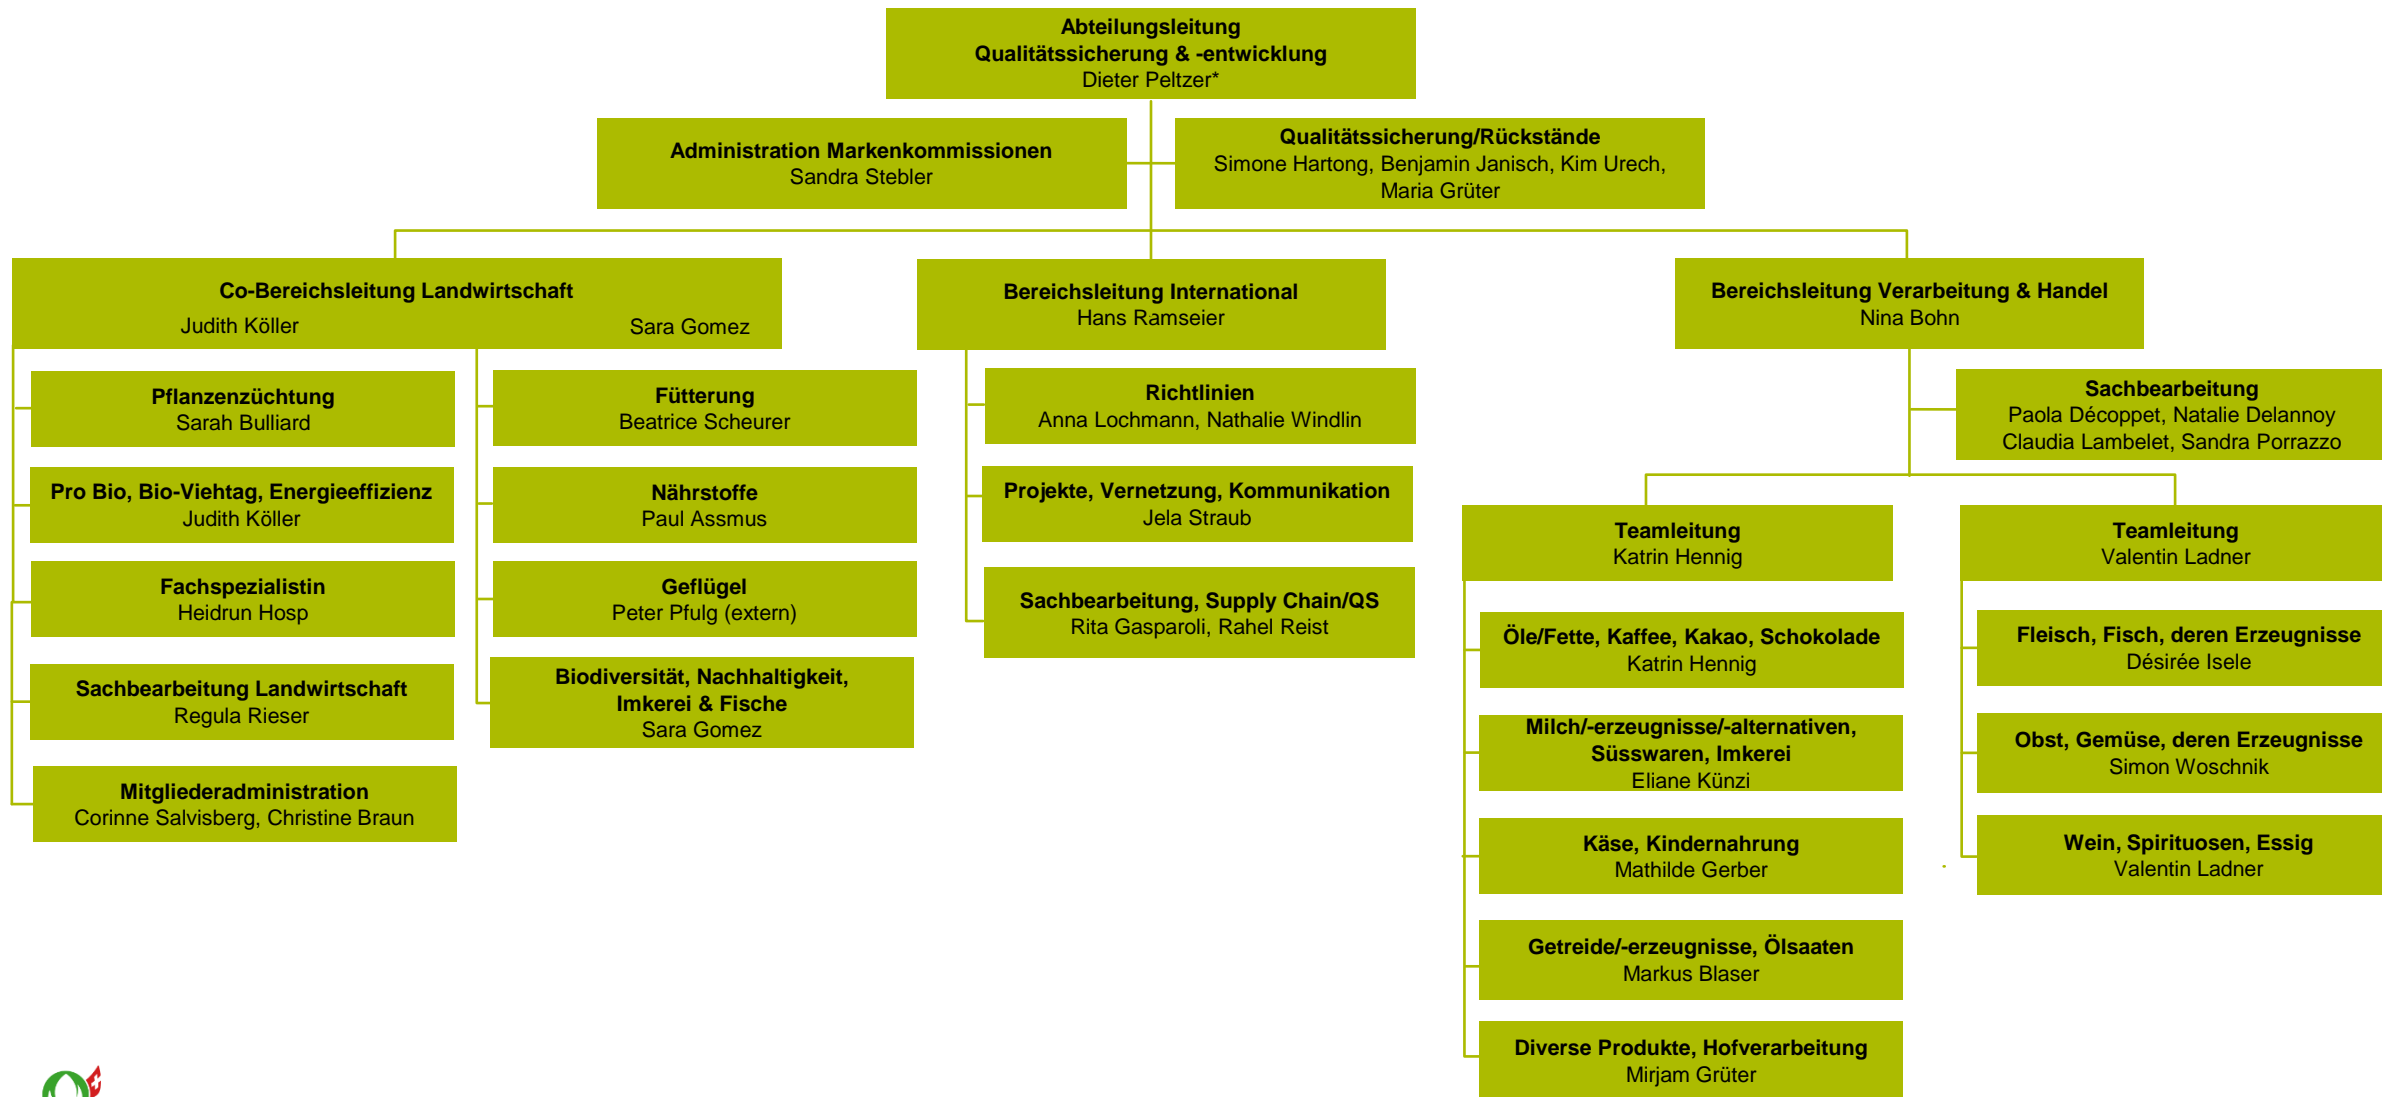 Abteilungsleitung
Qualitätssicherung & -entwicklung
Dieter Peltzer*
Administration Markenkommissionen
Sandra Stebler
Qualitätssicherung/Rückstände
Simone Hartong, Benjamin Janisch, Kim Urech,
Maria Grüter
Co-Bereichsleitung Landwirtschaft
Judith Köller
Sara Gomez
Pflanzenzüchtung
Sarah Bulliard
Pro Bio, Bio-Viehtag, Energieeffizienz
Judith Köller
Fachspezialistin
Heidrun Hosp
Sachbearbeitung Landwirtschaft
Regula Rieser
Mitgliederadministration
Corinne Salvisberg, Christine Braun
Fütterung
Beatrice Scheurer
Nährstoffe
Paul Assmus
Geflügel
Peter Pfulg (extern)
Biodiversität, Nachhaltigkeit,
Imkerei & Fische
Sara Gomez
Bereichsleitung International
Hans Ramseier
Richtlinien
Anna Lochmann, Nathalie Windlin
Projekte, Vernetzung, Kommunikation
Jela Straub
Sachbearbeitung, Supply Chain/QS
Rita Gasparoli, Rahel Reist
Bereichsleitung Verarbeitung & Handel
Nina Bohn
Sachbearbeitung
Paola Décoppet, Natalie Delannoy
Claudia Lambelet, Sandra Porrazzo
Teamleitung
Katrin Hennig
Öle/Fette, Kaffee, Kakao, Schokolade
Katrin Hennig
Milch/-erzeugnisse/-alternativen,
Süsswaren, Imkerei
Eliane Künzi
Käse, Kindernahrung
Mathilde Gerber
Getreide/-erzeugnisse, Ölsaaten
Markus Blaser
Diverse Produkte, Hofverarbeitung
Mirjam Grüter
Teamleitung
Valentin Ladner
Fleisch, Fisch, deren Erzeugnisse
Désirée Isele
Obst, Gemüse, deren Erzeugnisse
Simon Woschnik
Wein, Spirituosen, Essig
Valentin Ladner